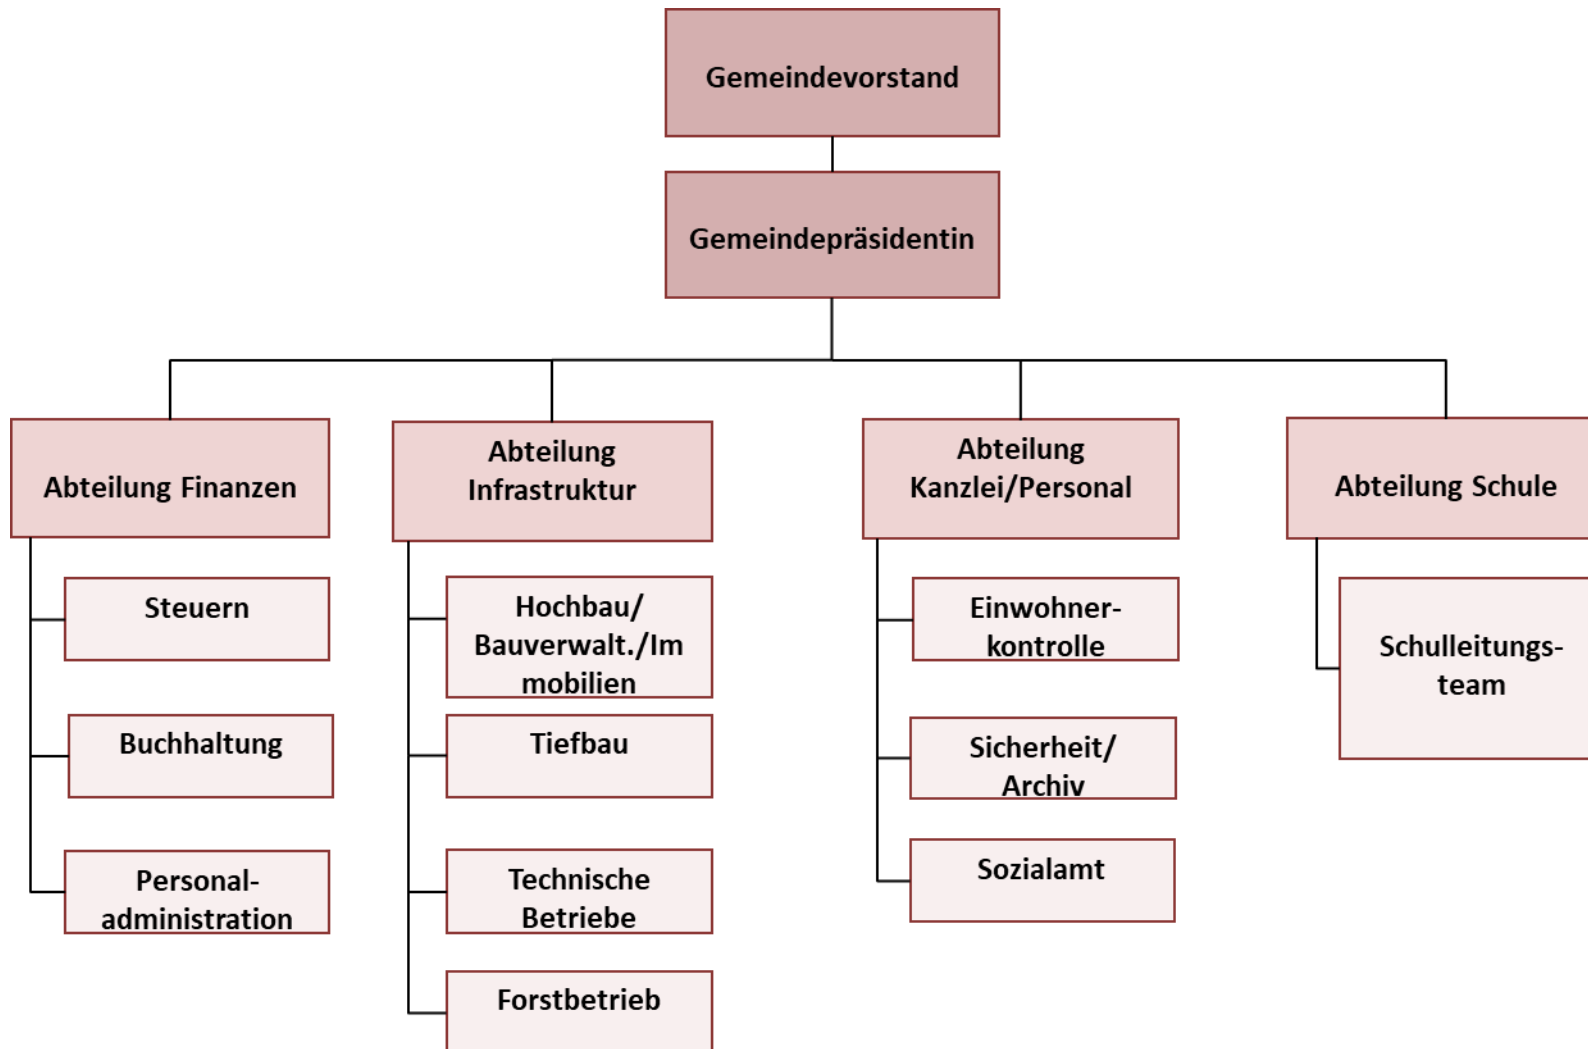 Gemeindevorstand
Gemeindepräsidentin
Abteilung Finanzen
Abteilung
Infrastruktur
Abteilung
Kanzlei/Personal
Abteilung Schule
Steuern
Buchhaltung
Personal-
administration
Hochbau/
Bauverwalt./Im
mobilien
Tiefbau
Technische
Betriebe
Forstbetrieb
Einwohner-
kontrolle
Sicherheit/
Archiv
Sozialamt
Schulleitungs-
team